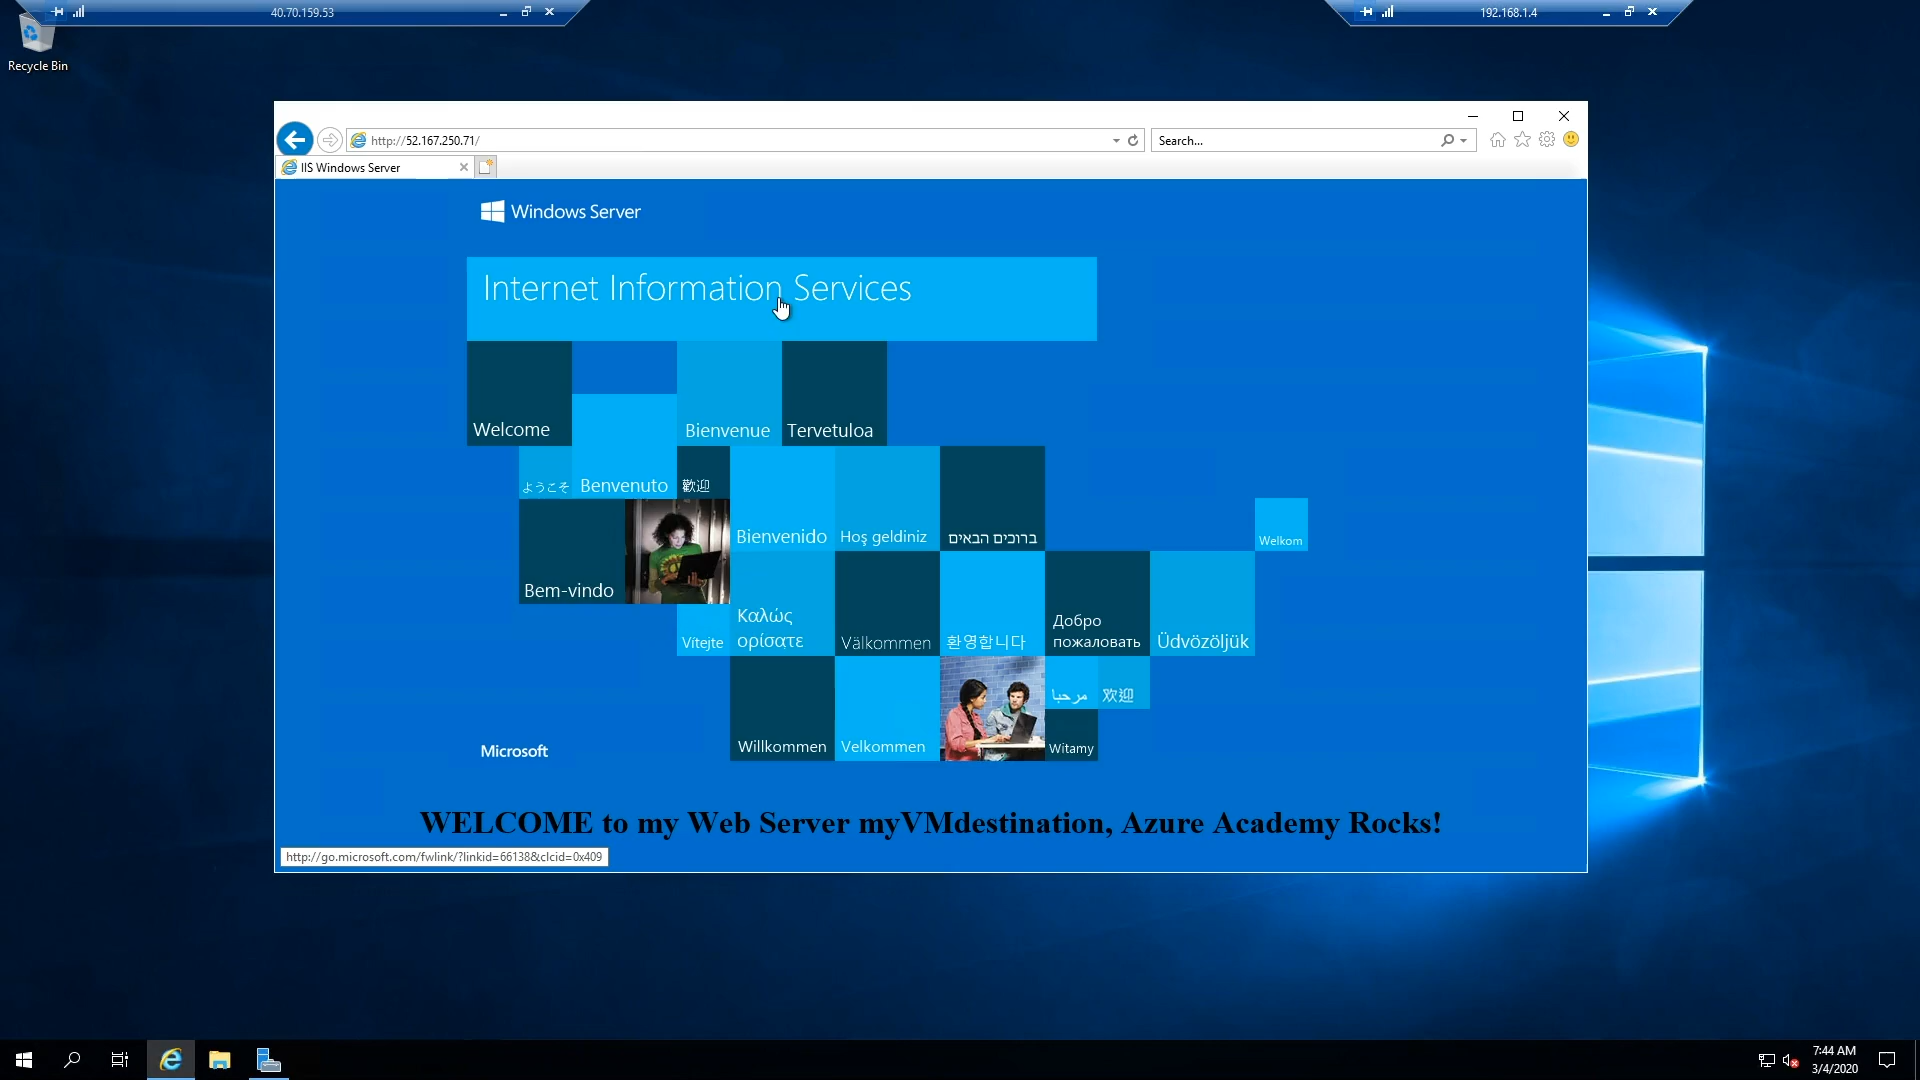 40.70.159.53
192.168.1.4
Recycle Bin
http://52.167.250.71/
Search...
IIS Windows Server
Windows Server
Internet Information Services
Welcome
Bienvenue
Tervetuloa
ようこそ
Benvenuto
歡迎
Bienvenido
Hoş geldiniz
ברוכים הבאים
Welkom
Bem-vindo
Vítejte
Καλώς
ορίσατε
Välkommen
환영합니다
Добро
пожаловать
Üdvözöljük
Willkommen
Velkommen
مرحبا
欢迎
Witamy
Microsoft
WELCOME to my Web Server myVMdestination, Azure Academy Rocks!
http://go.microsoft.com/fwlink/?linkid=66138&clcid=0x409
7:44 AM
3/4/2020